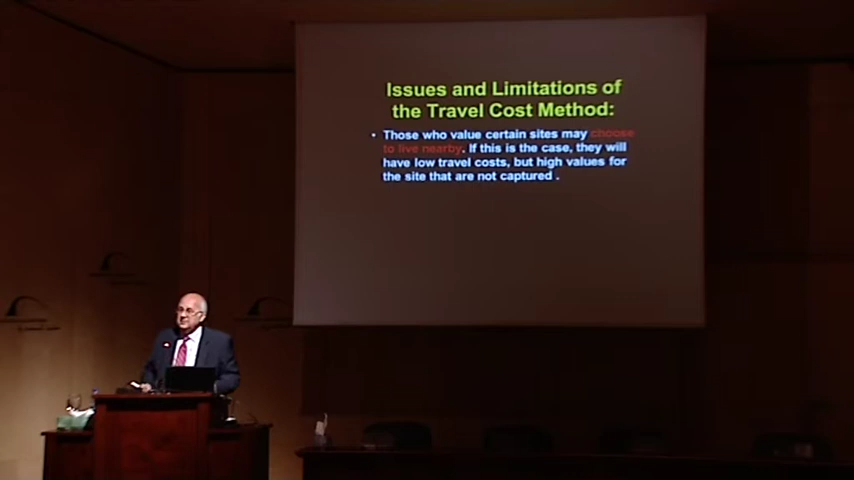 Issues and Limitations of
the Travel Cost Method:
• Those who value certain sites may choose
to live nearby. If this is the case, they will
have low travel costs, but high values for
the site that are not captured .